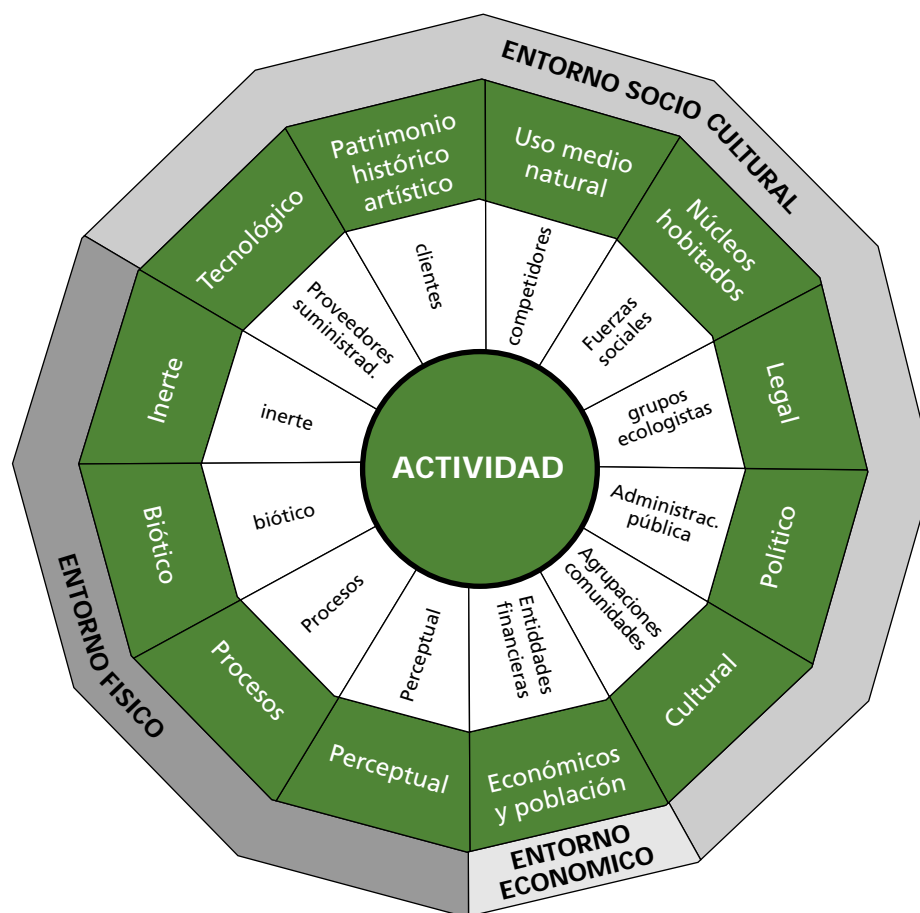 ENTORNO SOCIO CULTURAL
Patrimonio
histórico
artístico
Uso medio
natural
Núcleos
hobitados
Legal
Político
Cultural
Económicos
y población
Perceptual
Procesos
Biótico
Inerte
Tecnológico
clientes
competidores
Fuerzas
sociales
grupos
ecologistas
Administrac.
pública
Agrupaciones
comunidades
Entiddades
financieras
Perceptual
Procesos
biótico
inerte
Proveedores
suministrad.
ACTIVIDAD
ENTORNO FISICO
ENTORNO
ECONOMICO